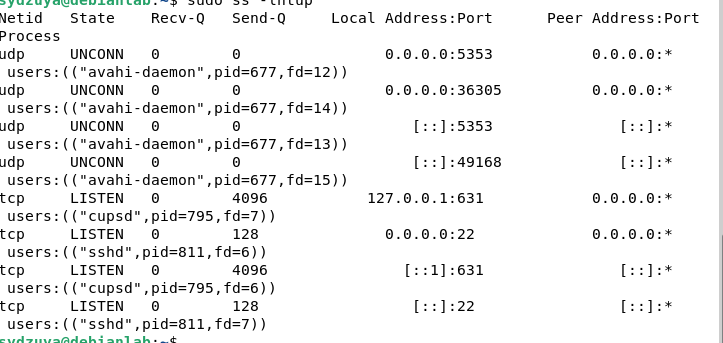 sydzuya@debianlab:~$ sudo ss -tntup
Netid State Recv-Q Send-Q Local Address:Port Peer Address:Port
Process
udp UNCONN 0 0 0.0.0.0:5353 0.0.0.0:*
users:(("avahi-daemon",pid=677,fd=12))
udp UNCONN 0 0 0.0.0.0:36305 0.0.0.0:*
users:(("avahi-daemon",pid=677,fd=14))
udp UNCONN 0 0 [::]:5353 [::]:*
users:(("avahi-daemon",pid=677,fd=13))
udp UNCONN 0 0 [::]:49168 [::]:*
users:(("avahi-daemon",pid=677,fd=15))
tcp LISTEN 0 4096 127.0.0.1:631 0.0.0.0:*
users:(("cupsd",pid=795,fd=7))
tcp LISTEN 0 128 0.0.0.0:22 0.0.0.0:*
users:(("sshd",pid=811,fd=6))
tcp LISTEN 0 4096 [::1]:631 [::]:*
users:(("cupsd",pid=795,fd=6))
tcp LISTEN 0 128 [::]:22 [::]:*
users:(("sshd",pid=811,fd=7))
sydzuya@debianlab:~$